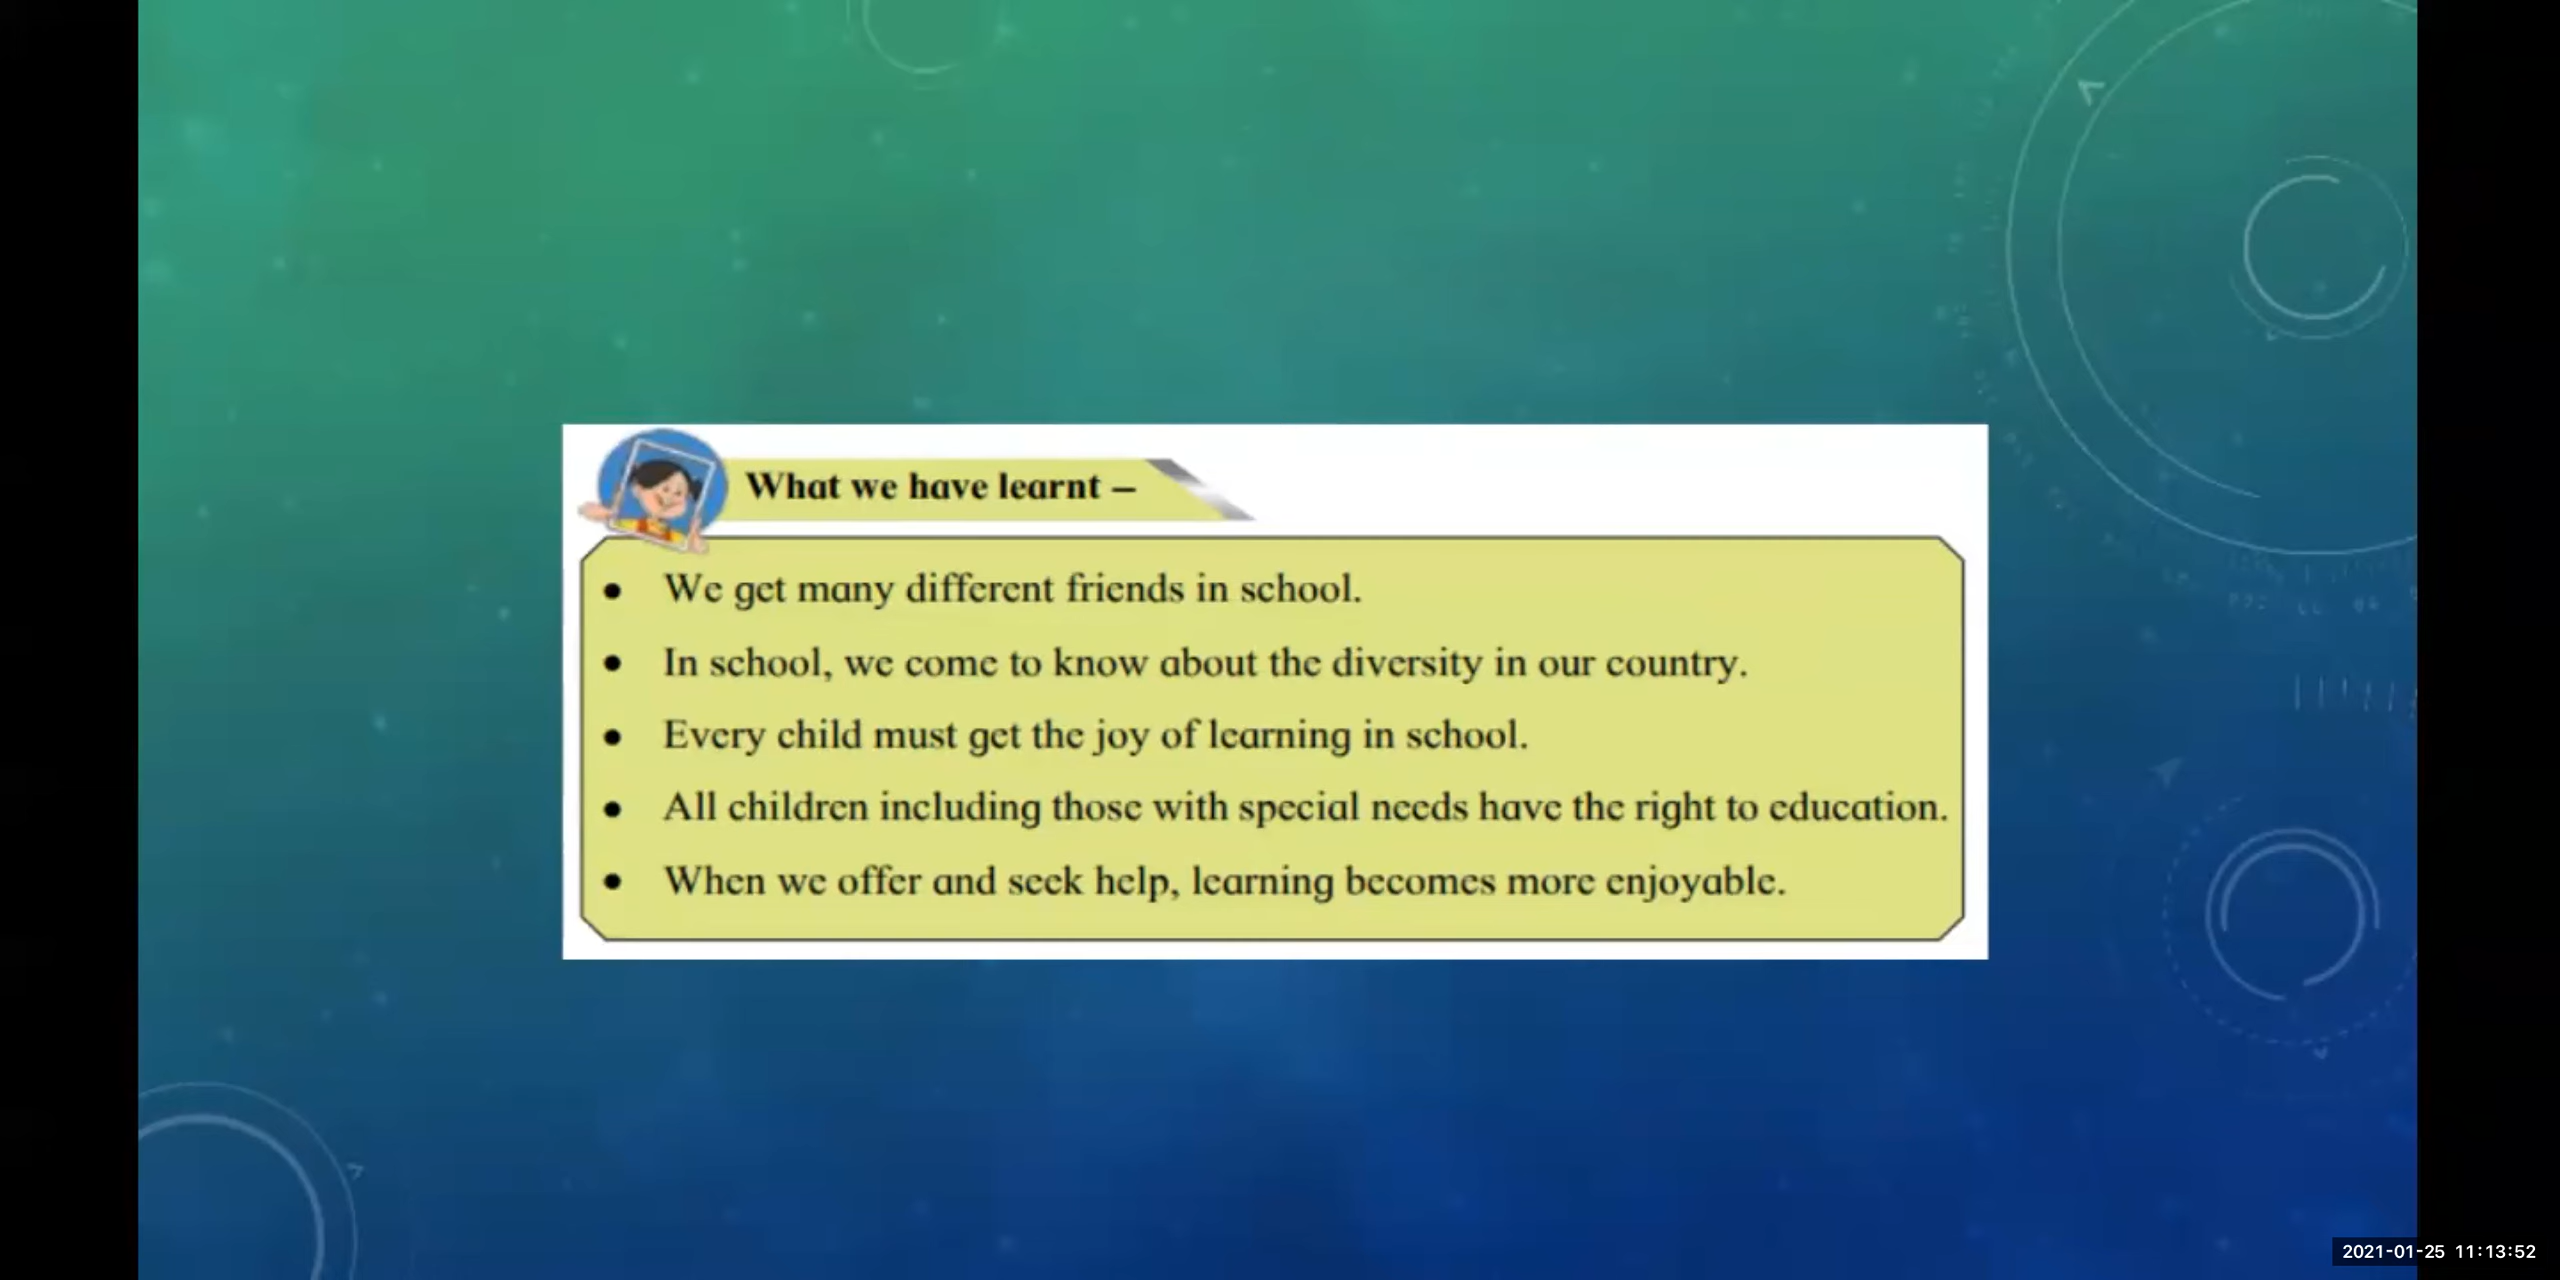 What we have learnt –
• We get many different friends in school.
• In school, we come to know about the diversity in our country.
• Every child must get the joy of learning in school.
• All children including those with special needs have the right to education.
• When we offer and seek help, learning becomes more enjoyable.
2021-01-25 11:13:52